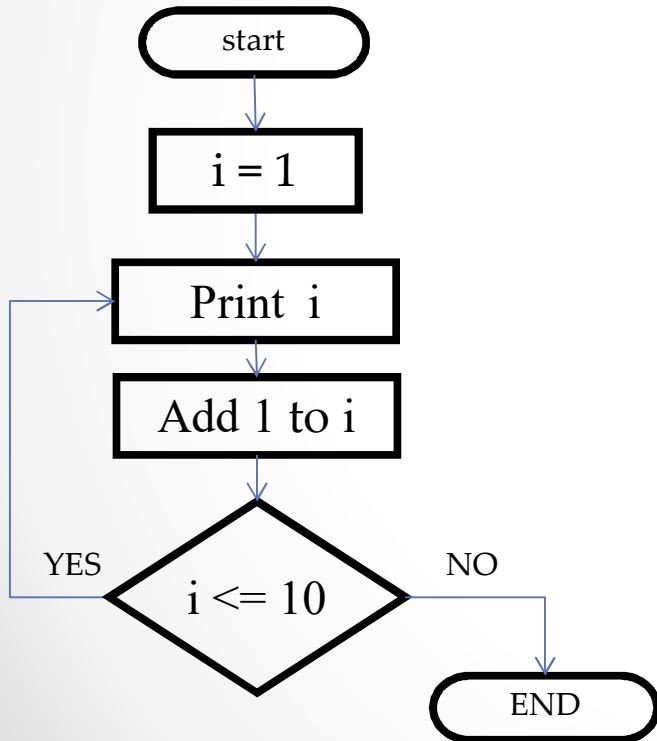 start
i = 1
Print i
Add 1 to i
YES
i <= 10
NO
END